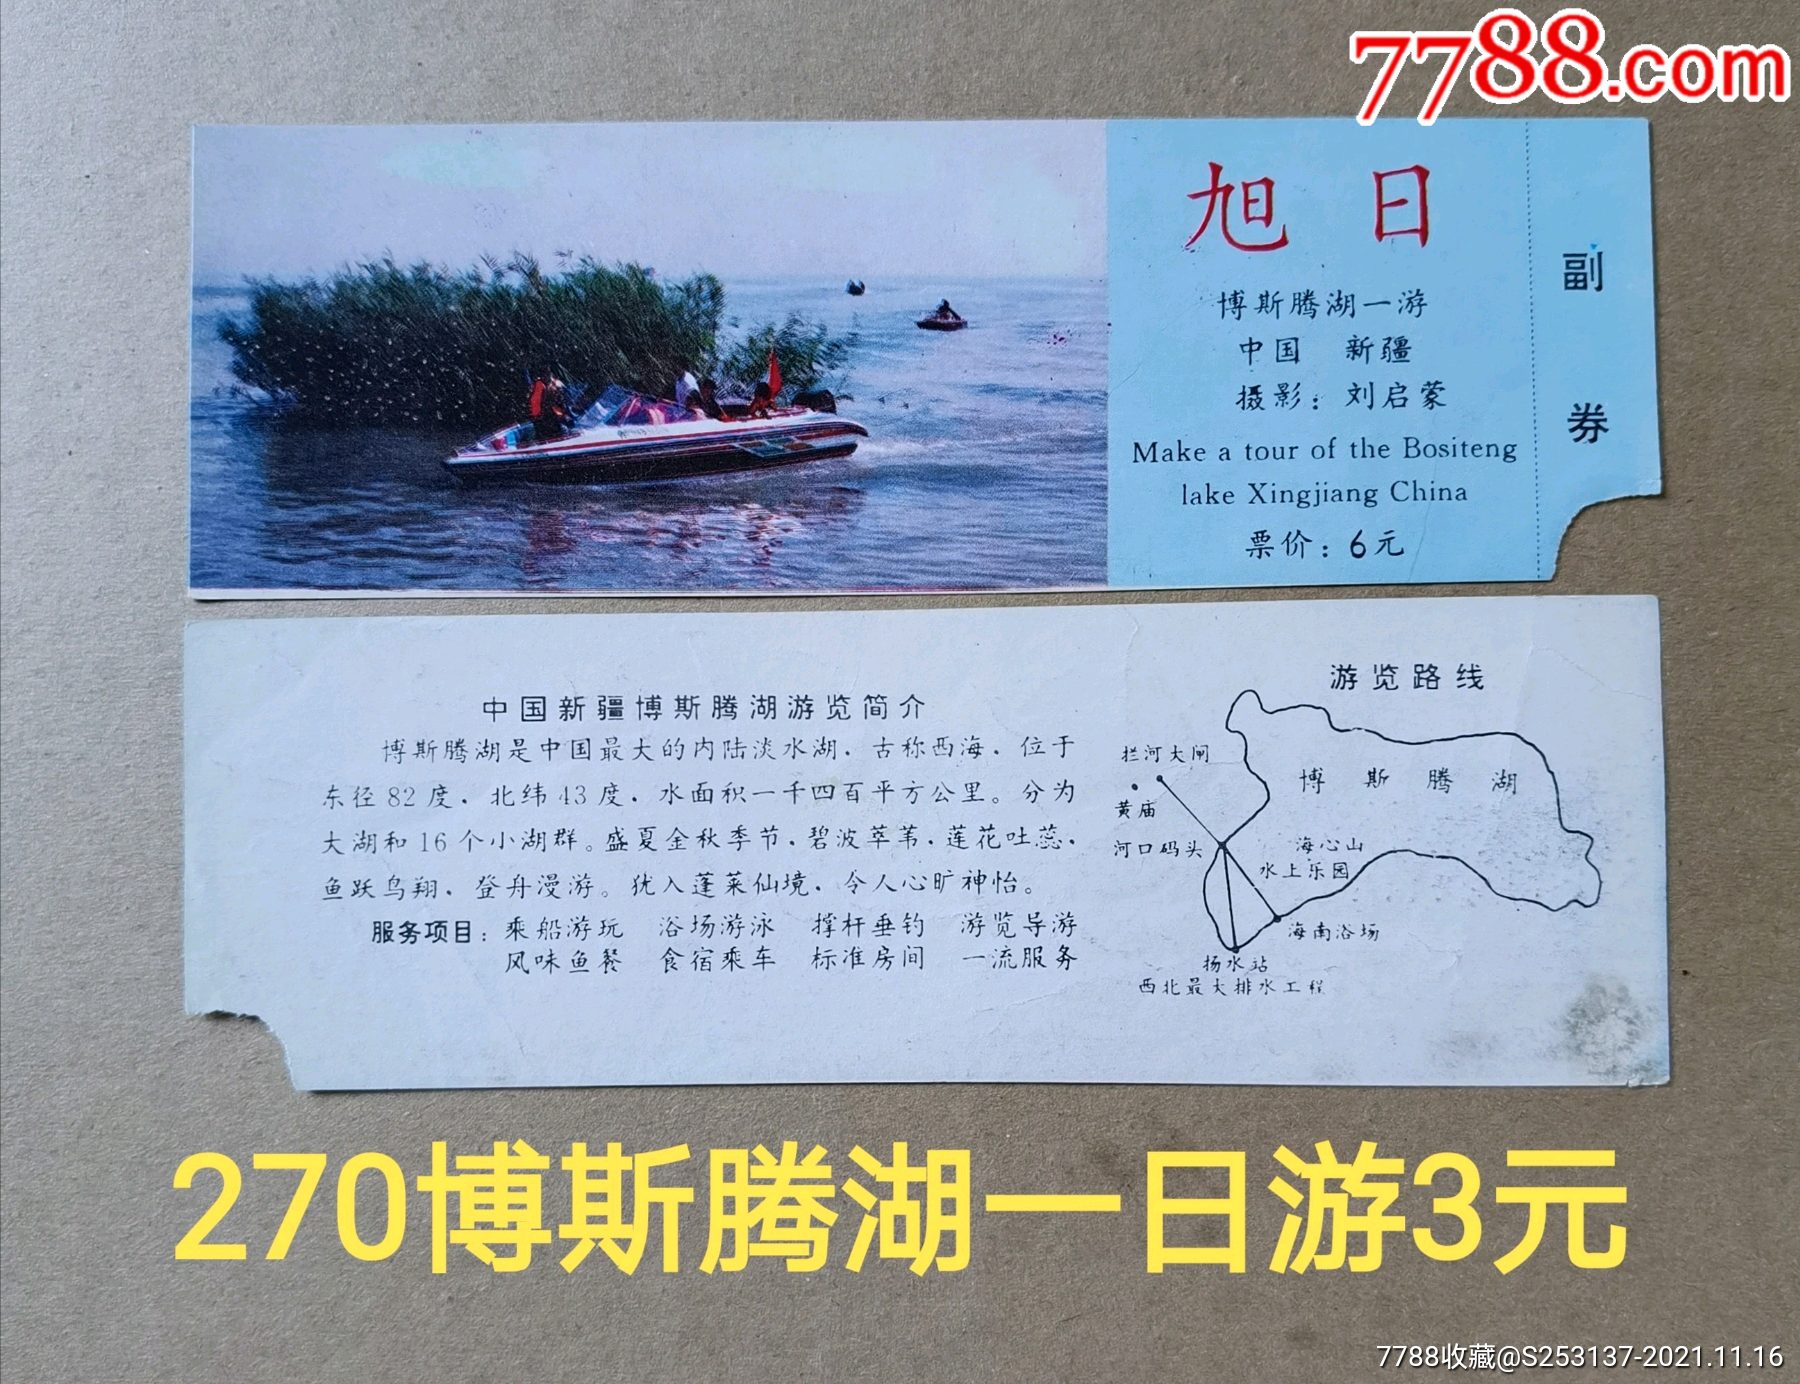 7788.com
旭日
博斯腾湖一游
中国 新疆
摄影：刘启蒙
Make a tour of the Bositeng
lake Xingjiang China
票价：6元
副券
中国新疆博斯腾湖游览简介
博斯腾湖是中国最大的内陆淡水湖，古称西海，位于
东径82度，北纬43度，水面积一千四百平方公里。分为
大湖和16个小湖群。盛夏金秋季节，碧波萃苇，莲花吐蕊，
鱼跃鸟翔，登舟漫游。犹入蓬莱仙境，令人心旷神怡。
服务项目：乘船游玩 浴场游泳 撑杆垂钓 游览导游
风味鱼餐 食宿乘车 标准房间 一流服务
游览路线
拦河大闸
博斯腾湖
黄庙
河口码头
海心山
水上乐园
海南浴场
扬水站
西北最大排水工程
270博斯腾湖一日游3元
7788收藏@S253137-2021.11.16